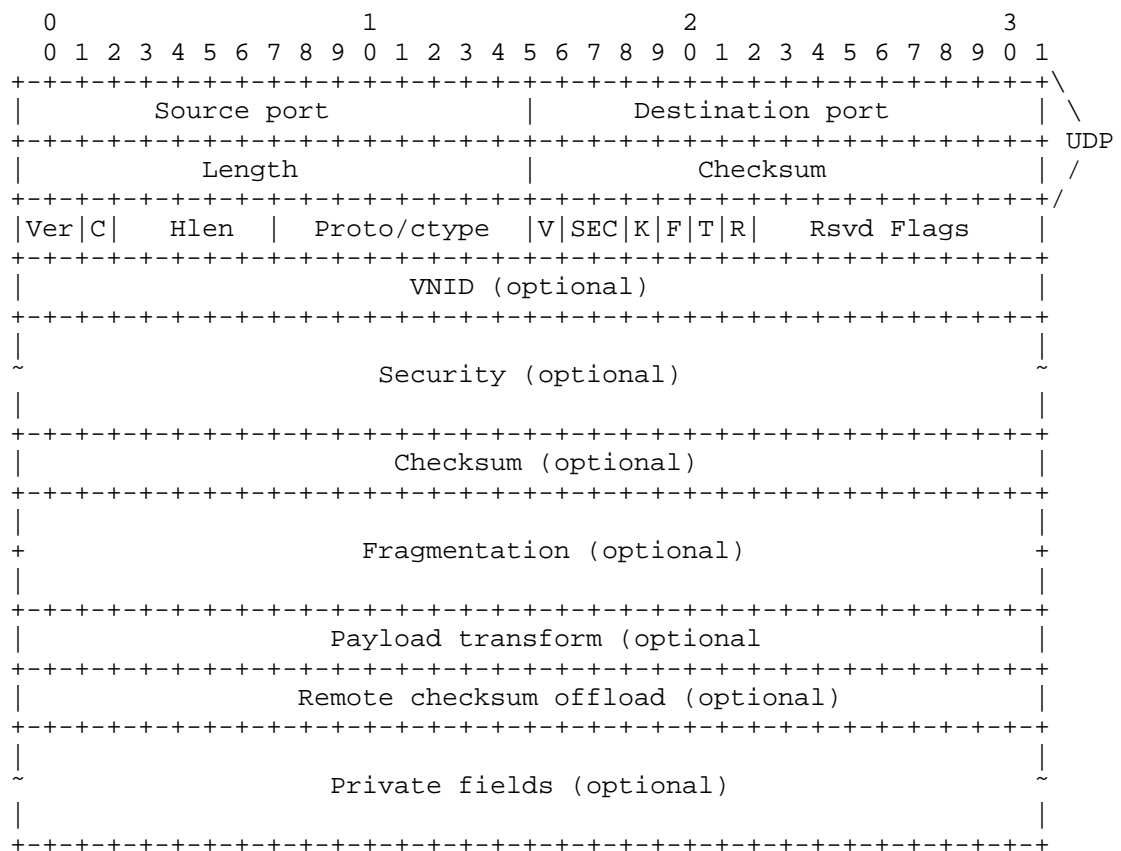 0                   1                   2                   3
 0 1 2 3 4 5 6 7 8 9 0 1 2 3 4 5 6 7 8 9 0 1 2 3 4 5 6 7 8 9 0 1
+-+-+-+-+-+-+-+-+-+-+-+-+-+-+-+-+-+-+-+-+-+-+-+-+-+-+-+-+-+-+-+-+\
|        Source port            |      Destination port         | \
+-+-+-+-+-+-+-+-+-+-+-+-+-+-+-+-+-+-+-+-+-+-+-+-+-+-+-+-+-+-+-+-+ UDP
|           Length              |          Checksum             | /
+-+-+-+-+-+-+-+-+-+-+-+-+-+-+-+-+-+-+-+-+-+-+-+-+-+-+-+-+-+-+-+-+/
|Ver|C|   Hlen  |  Proto/ctype  |V|SEC|K|F|T|R|   Rsvd Flags    |
+-+-+-+-+-+-+-+-+-+-+-+-+-+-+-+-+-+-+-+-+-+-+-+-+-+-+-+-+-+-+-+-+
|                        VNID (optional)                        |
+-+-+-+-+-+-+-+-+-+-+-+-+-+-+-+-+-+-+-+-+-+-+-+-+-+-+-+-+-+-+-+-+
|                                                               |
~                      Security (optional)                      ~
|                                                               |
+-+-+-+-+-+-+-+-+-+-+-+-+-+-+-+-+-+-+-+-+-+-+-+-+-+-+-+-+-+-+-+-+
|                       Checksum (optional)                     |
+-+-+-+-+-+-+-+-+-+-+-+-+-+-+-+-+-+-+-+-+-+-+-+-+-+-+-+-+-+-+-+-+
|                                                               |
+                     Fragmentation (optional)                  +
|                                                               |
+-+-+-+-+-+-+-+-+-+-+-+-+-+-+-+-+-+-+-+-+-+-+-+-+-+-+-+-+-+-+-+-+
|                   Payload transform (optional                 |
+-+-+-+-+-+-+-+-+-+-+-+-+-+-+-+-+-+-+-+-+-+-+-+-+-+-+-+-+-+-+-+-+
|                 Remote checksum offload (optional)            |
+-+-+-+-+-+-+-+-+-+-+-+-+-+-+-+-+-+-+-+-+-+-+-+-+-+-+-+-+-+-+-+-+
|                                                               |
~                   Private fields (optional)                   ~
|                                                               |
+-+-+-+-+-+-+-+-+-+-+-+-+-+-+-+-+-+-+-+-+-+-+-+-+-+-+-+-+-+-+-+-+